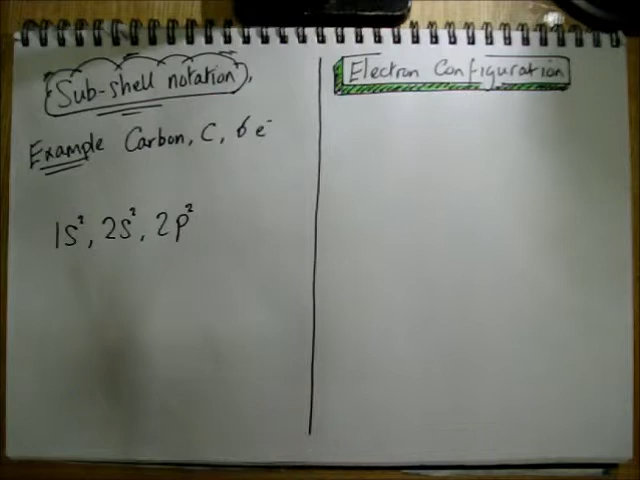 Sub-shell notation.
Electron Configuration
Example Carbon, C, 6 e⁻
1s², 2s², 2p²